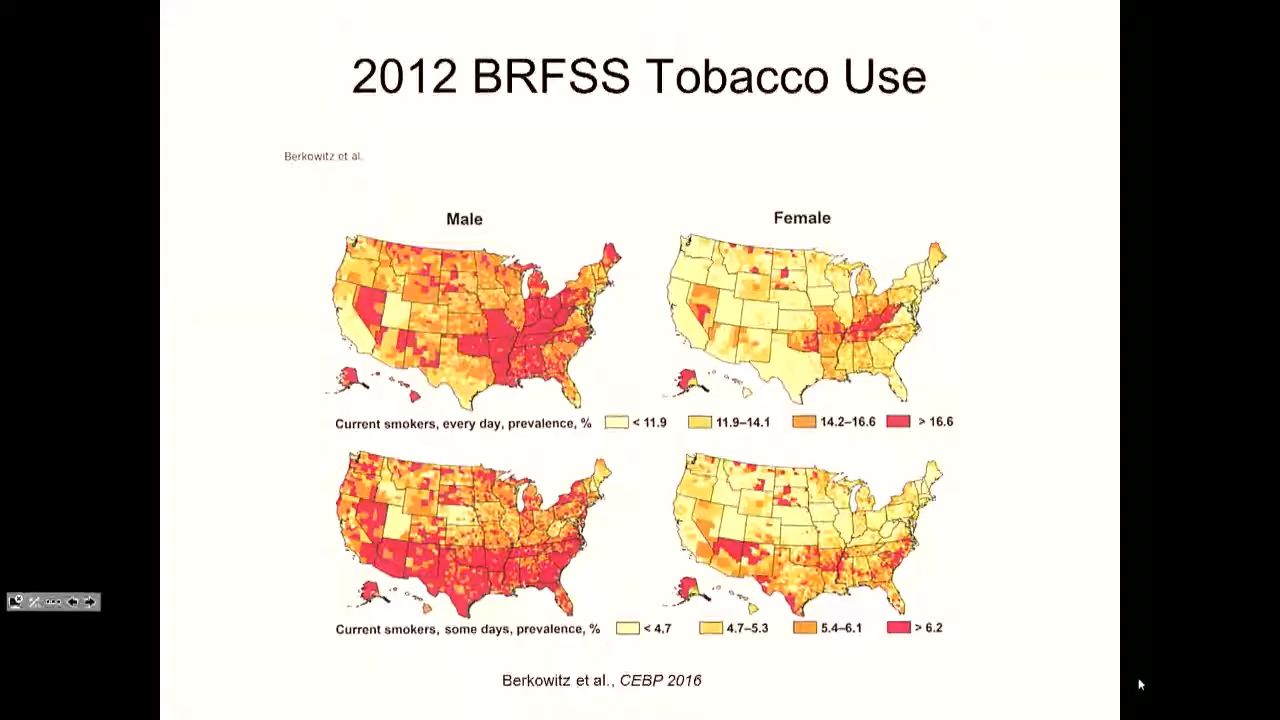 2012 BRFSS Tobacco Use
Berkowitz et al.
Male Female
Current smokers, every day, prevalence, % < 11.9 11.9–14.1 14.2–16.6 > 16.6
Current smokers, some days, prevalence, % < 4.7 4.7–5.3 5.4–6.1 > 6.2
Berkowitz et al., CEBP 2016